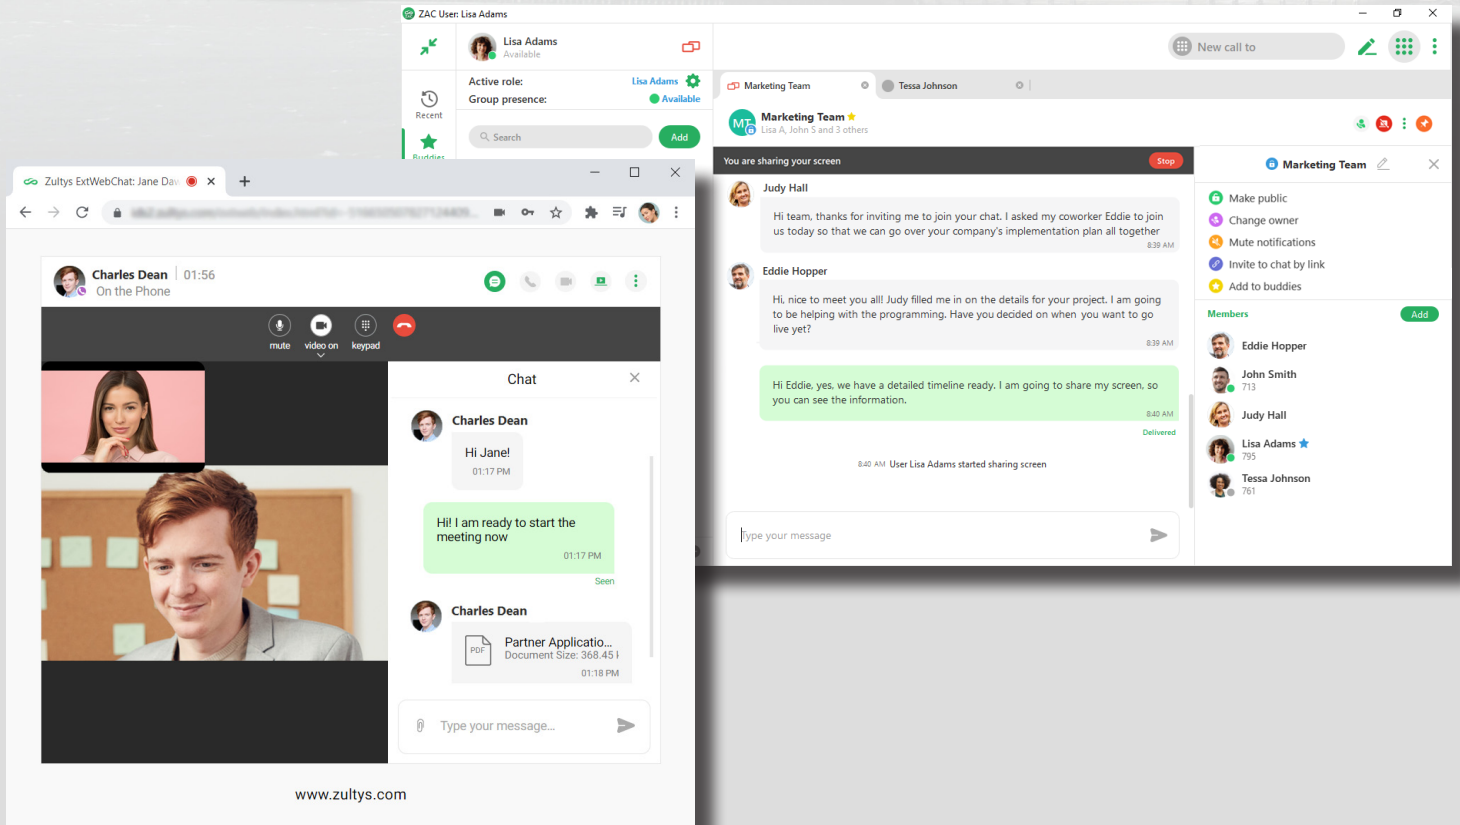 ZAC User: Lisa Adams
Lisa Adams
Available
Active role:
Lisa Adams
Group presence:
Available
Recent
Buddies
Search
Add
New call to
Marketing Team
Tessa Johnson
MT
Marketing Team
Lisa A, John S and 3 others
You are sharing your screen
Stop
Judy Hall
Hi team, thanks for inviting me to join your chat. I asked my coworker Eddie to join
us today so that we can go over your company's implementation plan all together
8:39 AM
Eddie Hopper
Hi, nice to meet you all! Judy filled me in on the details for your project. I am going
to be helping with the programming. Have you decided on when you want to go
live yet?
8:39 AM
Hi Eddie, yes, we have a detailed timeline ready. I am going to share my screen, so
you can see the information.
8:40 AM
Delivered
8:40 AM User Lisa Adams started sharing screen
Type your message
Marketing Team
Make public
Change owner
Mute notifications
Invite to chat by link
Add to buddies
Members
Add
Eddie Hopper
John Smith
713
Judy Hall
Lisa Adams
795
Tessa Johnson
761
Zultys ExtWebChat: Jane Dav
Charles Dean
01:56
On the Phone
mute
video on
keypad
Chat
Charles Dean
Hi Jane!
01:17 PM
Hi! I am ready to start the
meeting now
01:17 PM
Seen
Charles Dean
PDF
Partner Applicatio...
Document Size: 368.45
01:18 PM
Type your message...
www.zultys.com